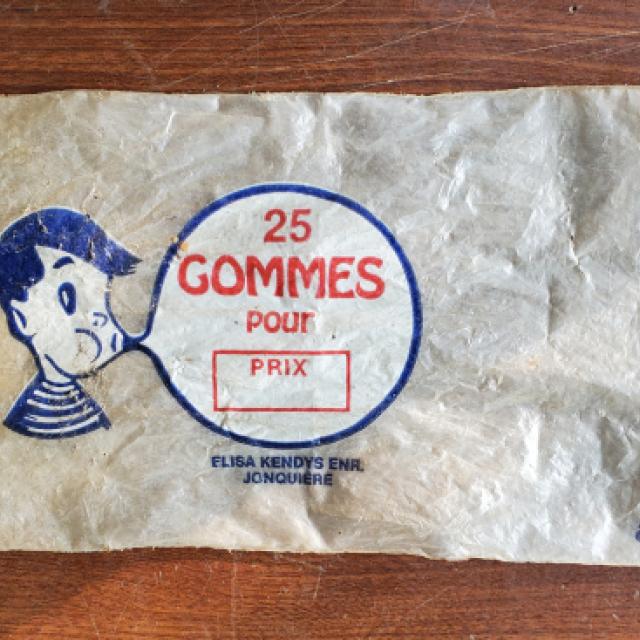 25
GOMMES
POUR
PRIX
ELISA KENDYS ENR.
JONQUIÈRE